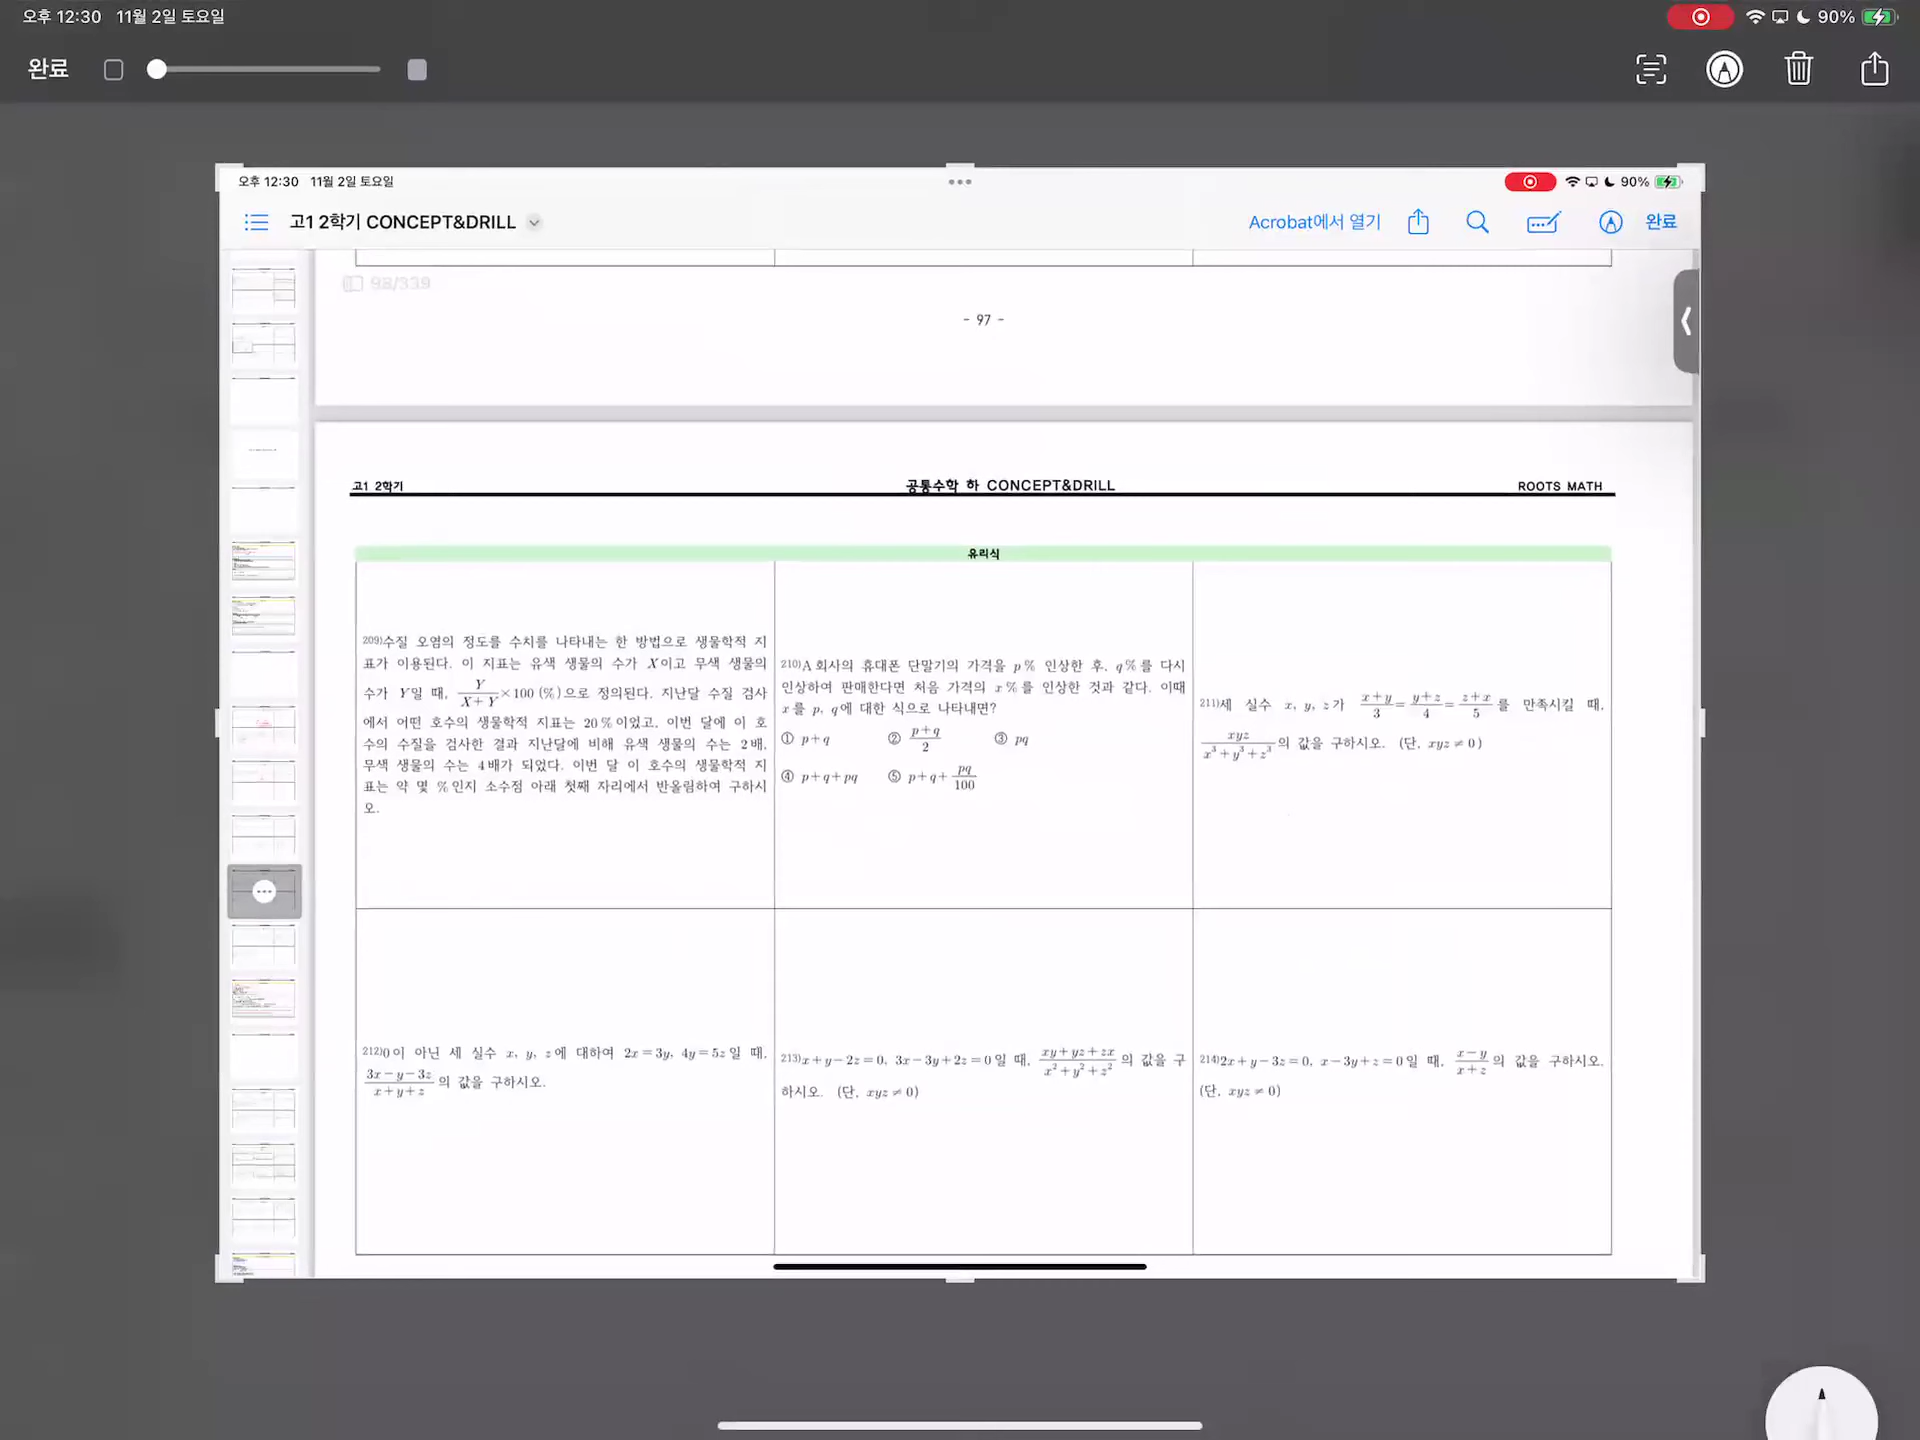 오후 12:30 11월 2일 토요일
90%
완료
오후 12:30 11월 2일 토요일
90%
고1 2학기 CONCEPT&DRILL
Acrobat에서 열기
완료
98/339
- 97 -
고1 2학기
공통수학 하 CONCEPT&DRILL
ROOTS MATH
유리식
209)수질 오염의 정도를 수치를 나타내는 한 방법으로 생물학적 지
표가 이용된다. 이 지표는 유색 생물의 수가 X이고 무색 생물의
수가 Y일 때, Y/(X+Y)×100 (%)으로 정의된다. 지난달 수질 검사
에서 어떤 호수의 생물학적 지표는 20%이었고, 이번 달에 이 호
수의 수질을 검사한 결과 지난달에 비해 유색 생물의 수는 2배,
무색 생물의 수는 4배가 되었다. 이번 달 이 호수의 생물학적 지
표는 약 몇 %인지 소수점 아래 첫째 자리에서 반올림하여 구하시
오.
210)A 회사의 휴대폰 단말기의 가격을 p% 인상한 후, q%를 다시
인상하여 판매한다면 처음 가격의 x%를 인상한 것과 같다. 이때
x를 p, q에 대한 식으로 나타내면?
① p+q ② (p+q)/2 ③ pq
④ p+q+pq ⑤ p+q+pq/100
211)세 실수 x, y, z가 (x+y)/3=(y+z)/4=(z+x)/5를 만족시킬 때,
xyz/(x³+y³+z³)의 값을 구하시오. (단, xyz≠0)
212)0이 아닌 세 실수 x, y, z에 대하여 2x=3y, 4y=5z일 때,
(3x-y-3z)/(x+y+z)의 값을 구하시오.
213)x+y-2z=0, 3x-3y+2z=0일 때, (xy+yz+zx)/(x²+y²+z²)의 값을 구
하시오. (단, xyz≠0)
214)2x+y-3z=0, x-3y+z=0일 때, (x-y)/(x+z)의 값을 구하시오.
(단, xyz≠0)